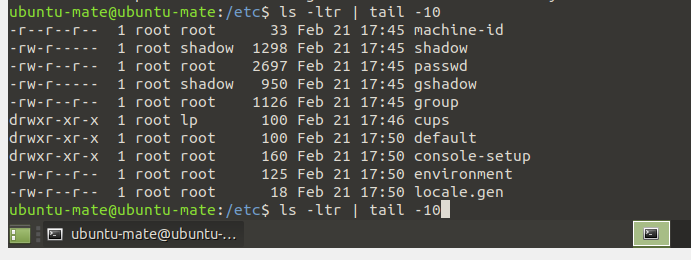 ubuntu-mate@ubuntu-mate:/etc$ ls -ltr | tail -10
-r--r--r--  1 root root     33 Feb 21 17:45 machine-id
-rw-r-----  1 root shadow 1298 Feb 21 17:45 shadow
-rw-r--r--  1 root root   2697 Feb 21 17:45 passwd
-rw-r-----  1 root shadow  950 Feb 21 17:45 gshadow
-rw-r--r--  1 root root   1126 Feb 21 17:45 group
drwxr-xr-x  1 root lp      100 Feb 21 17:46 cups
drwxr-xr-x  1 root root    100 Feb 21 17:50 default
drwxr-xr-x  1 root root    160 Feb 21 17:50 console-setup
-rw-r--r--  1 root root    125 Feb 21 17:50 environment
-rw-r--r--  1 root root     18 Feb 21 17:50 locale.gen
ubuntu-mate@ubuntu-mate:/etc$ ls -ltr | tail -10
ubuntu-mate@ubuntu-...